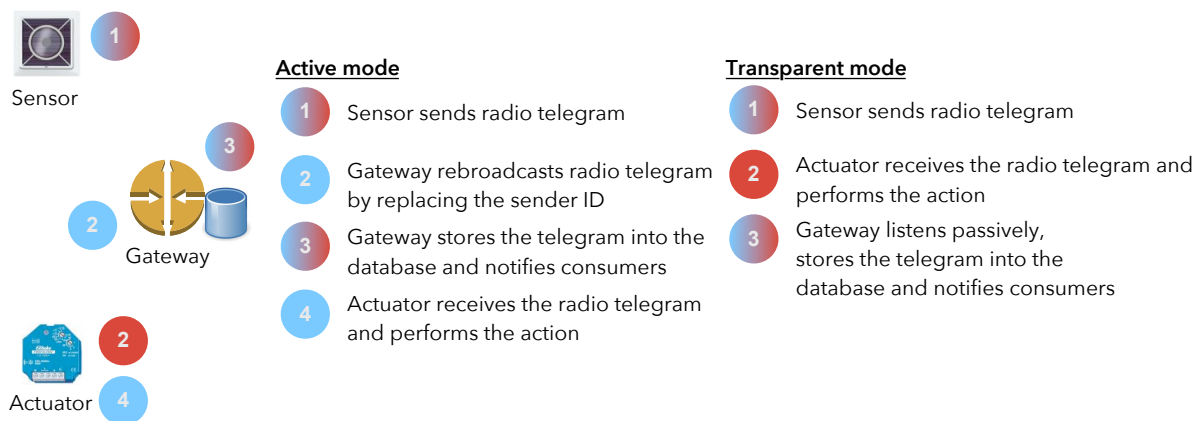 1
Sensor
3
2
Gateway
2
4
Actuator
Active mode
1 Sensor sends radio telegram
2 Gateway rebroadcasts radio telegram
by replacing the sender ID
3 Gateway stores the telegram into the
database and notifies consumers
4 Actuator receives the radio telegram
and performs the action
Transparent mode
1 Sensor sends radio telegram
2 Actuator receives the radio telegram and
performs the action
3 Gateway listens passively,
stores the telegram into the
database and notifies consumers